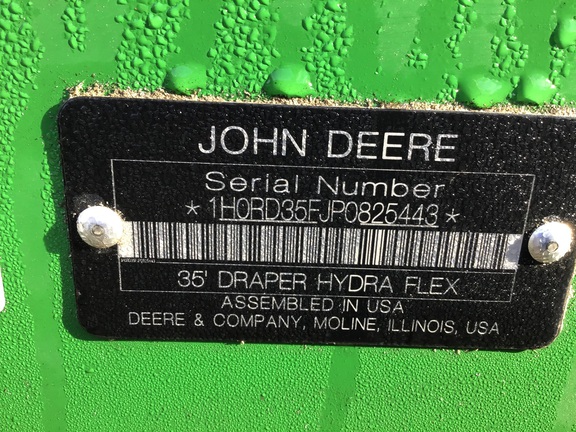 JOHN DEERE
Serial Number
*1H0RD35FJP0825443*
35' DRAPER HYDRA FLEX
ASSEMBLED IN USA
DEERE & COMPANY, MOLINE, ILLINOIS, USA